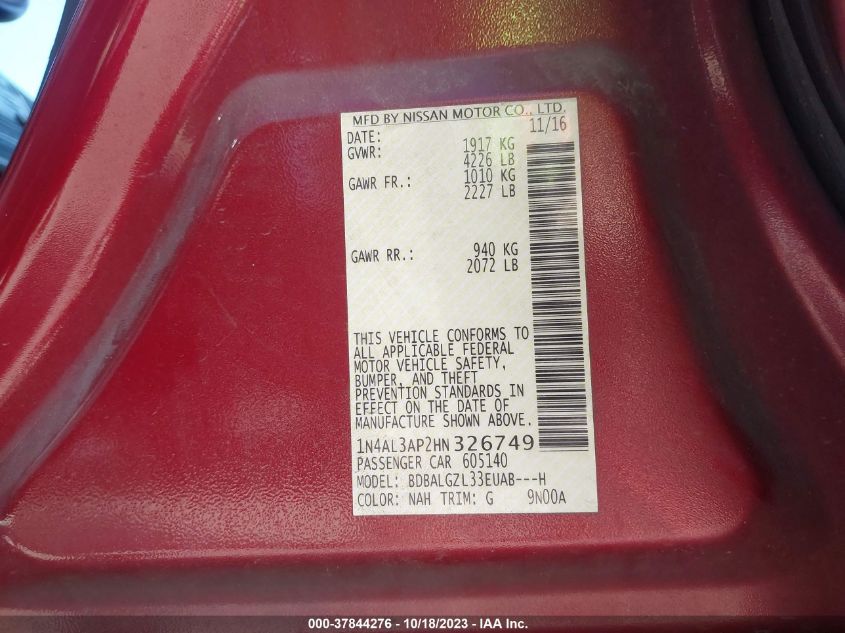 MFD BY NISSAN MOTOR CO., LTD.
DATE: 11/16
GVWR: 1917 KG
4226 LB
GAWR FR.: 1010 KG
2227 LB
GAWR RR.: 940 KG
2072 LB
THIS VEHICLE CONFORMS TO
ALL APPLICABLE FEDERAL
MOTOR VEHICLE SAFETY,
BUMPER, AND THEFT
PREVENTION STANDARDS IN
EFFECT ON THE DATE OF
MANUFACTURE SHOWN ABOVE.
1N4AL3AP2HN326749
PASSENGER CAR 605140
MODEL: BDBALGZL33EUAB---H
COLOR: NAH TRIM: G 9N00A
000-37844276 - 10/18/2023 - IAA Inc.